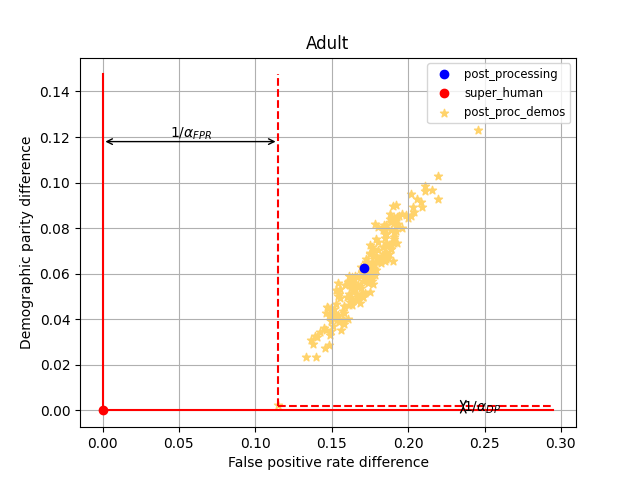 Adult
post_processing
super_human
post_proc_demos
1/α_FPR
1/α_DP
0.14
0.12
0.10
0.08
0.06
0.04
0.02
0.00
Demographic parity difference
0.00 0.05 0.10 0.15 0.20 0.25 0.30
False positive rate difference